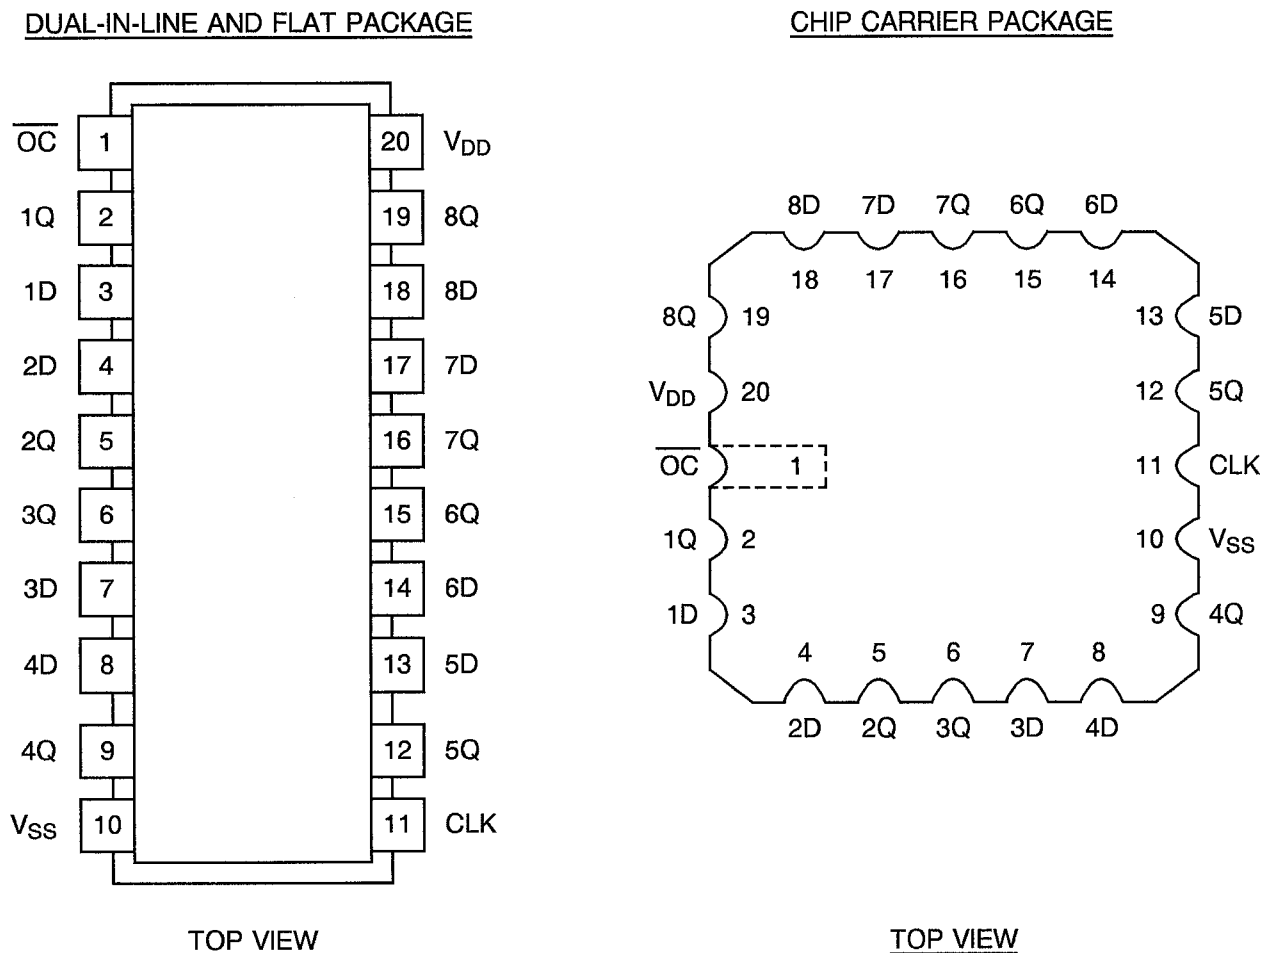 DUAL-IN-LINE AND FLAT PACKAGE
O̅C̅ 1 20 VDD
1Q 2 19 8Q
1D 3 18 8D
2D 4 17 7D
2Q 5 16 7Q
3Q 6 15 6Q
3D 7 14 6D
4D 8 13 5D
4Q 9 12 5Q
VSS 10 11 CLK
TOP VIEW
CHIP CARRIER PACKAGE
8D 7D 7Q 6Q 6D
18 17 16 15 14
8Q 19 13 5D
VDD 20 12 5Q
O̅C̅ 1 11 CLK
1Q 2 10 VSS
1D 3 9 4Q
4 5 6 7 8
2D 2Q 3Q 3D 4D
TOP VIEW